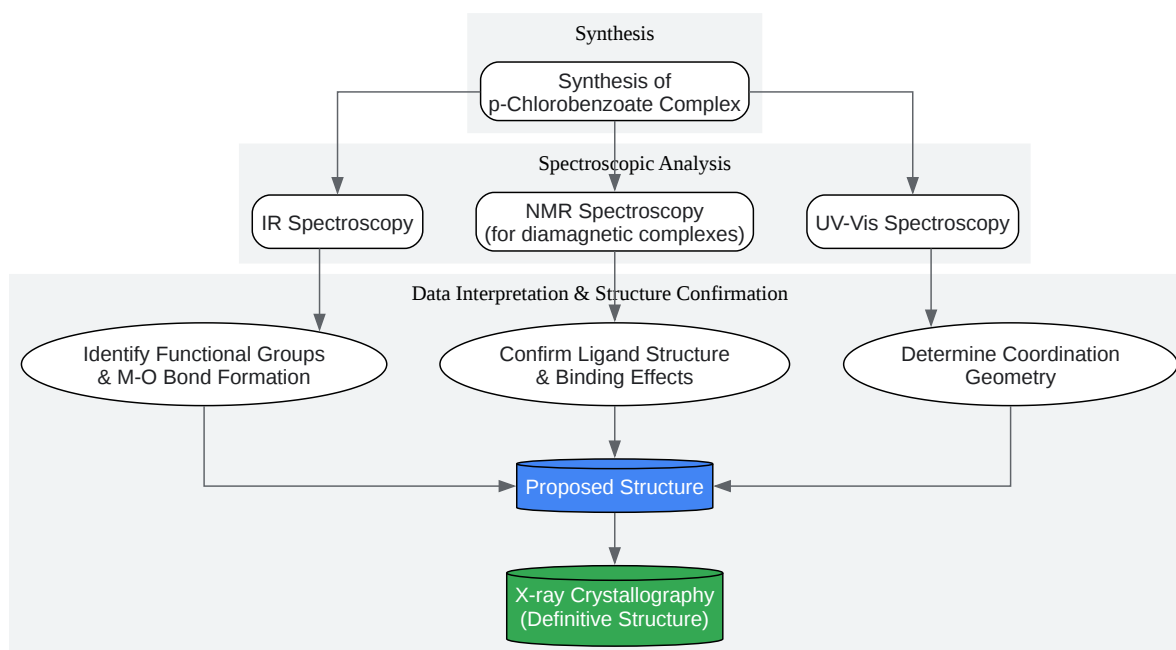 Synthesis
Synthesis of
p-Chlorobenzoate Complex
Spectroscopic Analysis
IR Spectroscopy
NMR Spectroscopy
(for diamagnetic complexes)
UV-Vis Spectroscopy
Data Interpretation & Structure Confirmation
Identify Functional Groups
& M-O Bond Formation
Confirm Ligand Structure
& Binding Effects
Determine Coordination
Geometry
Proposed Structure
X-ray Crystallography
(Definitive Structure)